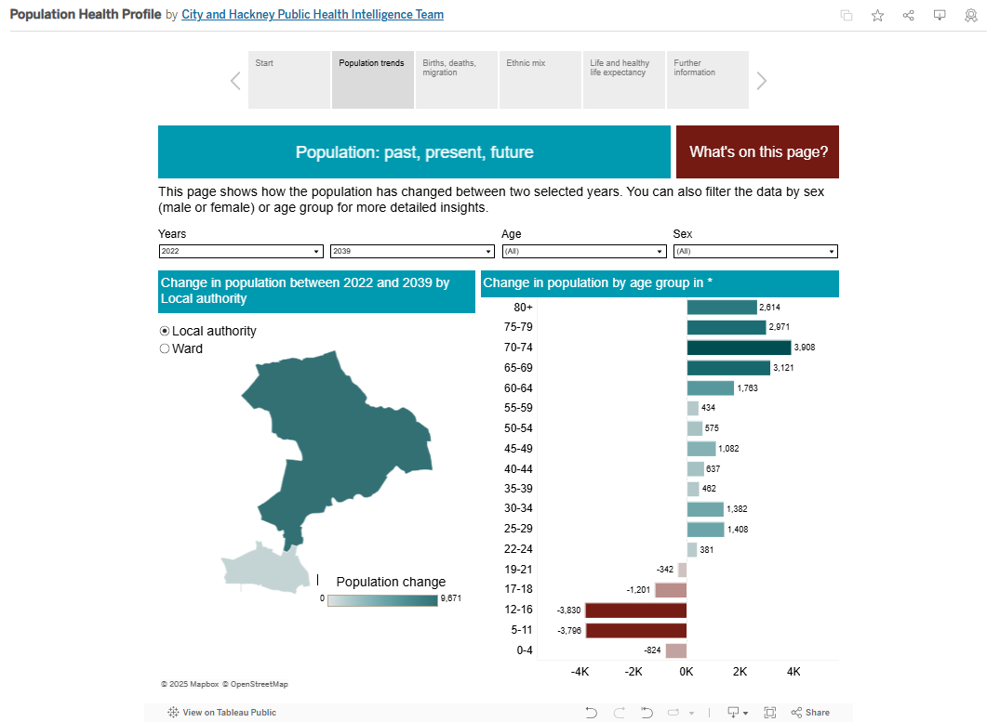 Population Health Profile by City and Hackney Public Health Intelligence Team
Start
Population trends
Births, deaths,
migration
Ethnic mix
Life and healthy
life expectancy
Further
information
Population: past, present, future
What's on this page?
This page shows how the population has changed between two selected years. You can also filter the data by sex
(male or female) or age group for more detailed insights.
Years
Age
Sex
2022
2039
(All)
(All)
Change in population between 2022 and 2039 by
Local authority
Local authority
Ward
Population change
0
9,671
© 2025 Mapbox © OpenStreetMap
Change in population by age group in *
80+ 2,614
75-79 2,971
70-74 3,908
65-69 3,121
60-64 1,763
55-59 434
50-54 575
45-49 1,082
40-44 637
35-39 462
30-34 1,382
25-29 1,408
22-24 381
19-21 -342
17-18 -1,201
12-16 -3,830
5-11 -3,796
0-4 -824
-4K -2K 0K 2K 4K
View on Tableau Public
Share